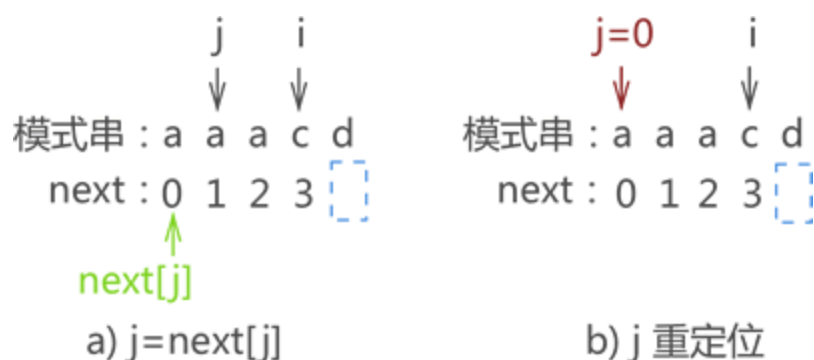 j i
模式串：a a a c d
next：0 1 2 3
next[j]
a) j=next[j]
j=0 i
模式串：a a a c d
next：0 1 2 3
b) j 重定位